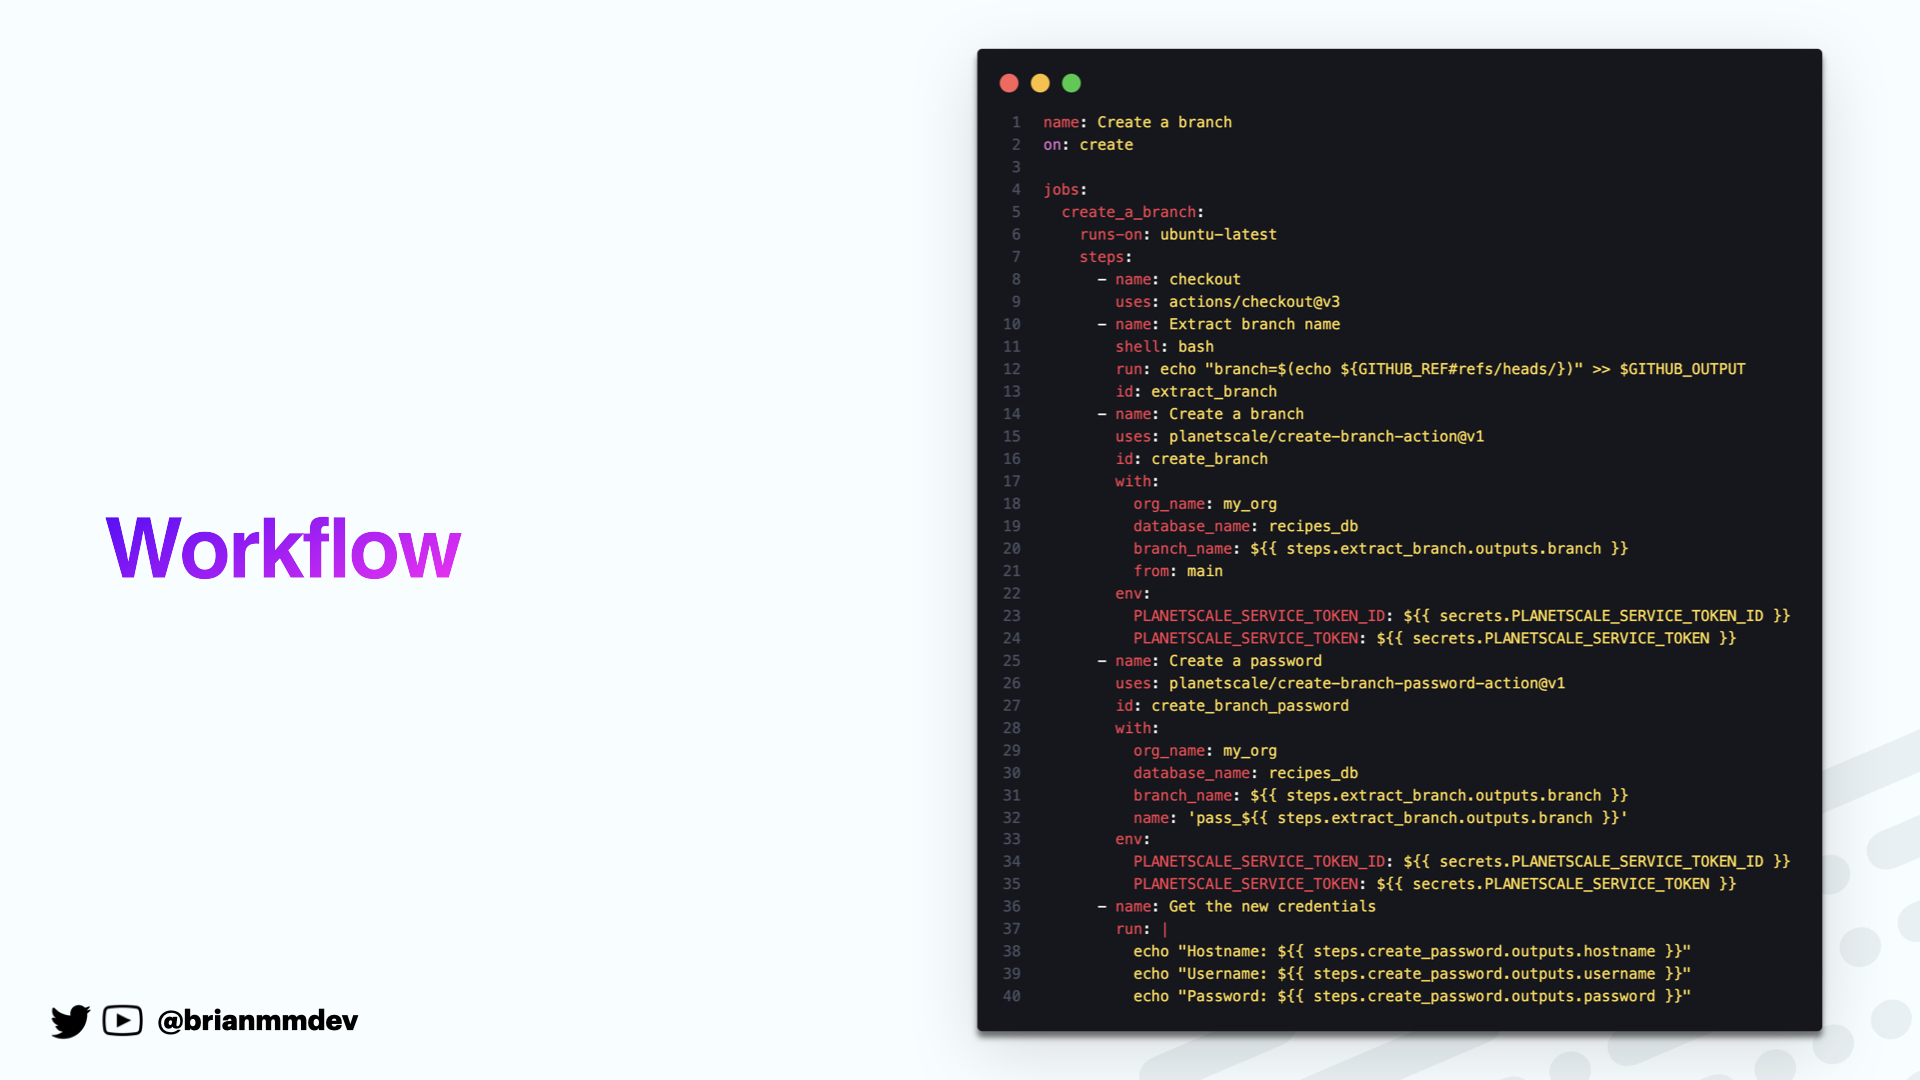 Workflow
@brianmmdev
1 name: Create a branch
2 on: create
3
4 jobs:
5   create_a_branch:
6     runs-on: ubuntu-latest
7     steps:
8       - name: checkout
9         uses: actions/checkout@v3
10       - name: Extract branch name
11         shell: bash
12         run: echo "branch=$(echo ${GITHUB_REF#refs/heads/})" >> $GITHUB_OUTPUT
13         id: extract_branch
14       - name: Create a branch
15         uses: planetscale/create-branch-action@v1
16         id: create_branch
17         with:
18           org_name: my_org
19           database_name: recipes_db
20           branch_name: ${{ steps.extract_branch.outputs.branch }}
21           from: main
22         env:
23           PLANETSCALE_SERVICE_TOKEN_ID: ${{ secrets.PLANETSCALE_SERVICE_TOKEN_ID }}
24           PLANETSCALE_SERVICE_TOKEN: ${{ secrets.PLANETSCALE_SERVICE_TOKEN }}
25       - name: Create a password
26         uses: planetscale/create-branch-password-action@v1
27         id: create_branch_password
28         with:
29           org_name: my_org
30           database_name: recipes_db
31           branch_name: ${{ steps.extract_branch.outputs.branch }}
32           name: 'pass_${{ steps.extract_branch.outputs.branch }}'
33         env:
34           PLANETSCALE_SERVICE_TOKEN_ID: ${{ secrets.PLANETSCALE_SERVICE_TOKEN_ID }}
35           PLANETSCALE_SERVICE_TOKEN: ${{ secrets.PLANETSCALE_SERVICE_TOKEN }}
36       - name: Get the new credentials
37         run: |
38           echo "Hostname: ${{ steps.create_password.outputs.hostname }}"
39           echo "Username: ${{ steps.create_password.outputs.username }}"
40           echo "Password: ${{ steps.create_password.outputs.password }}"